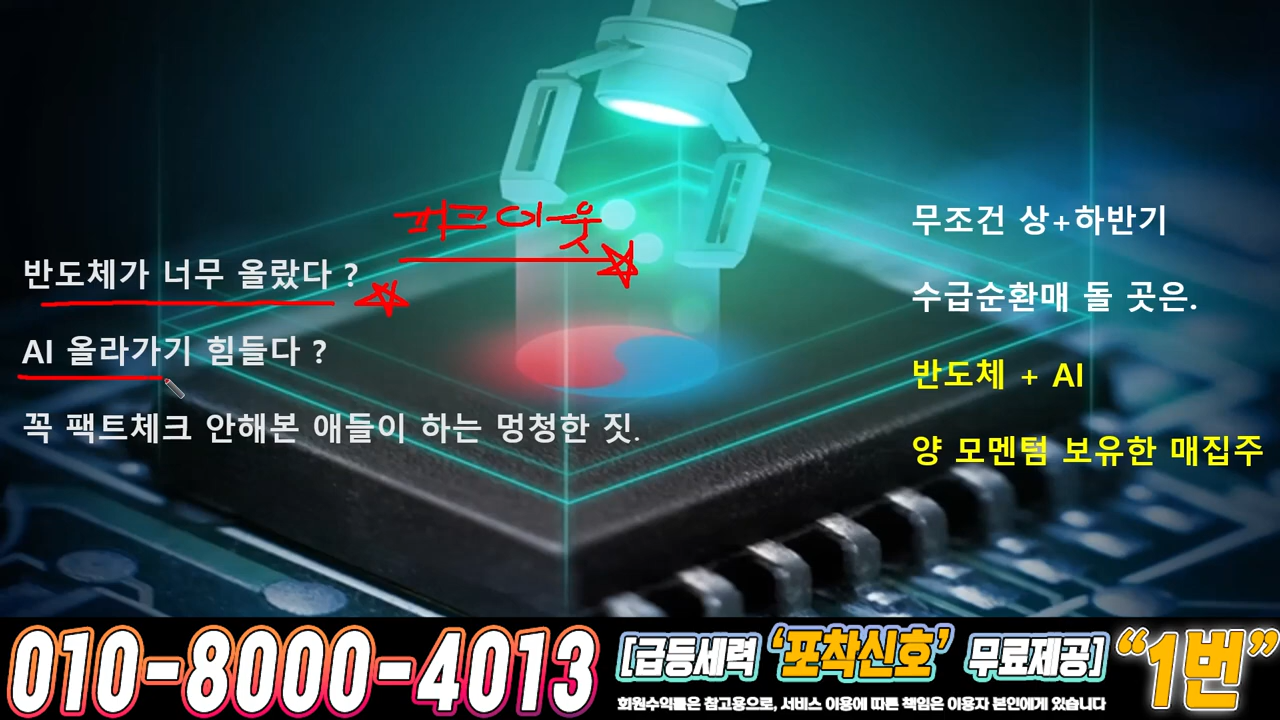 피크아웃
반도체가 너무 올랐다 ?
AI 올라가기 힘들다 ?
꼭 팩트체크 안해본 애들이 하는 멍청한 짓.
무조건 상+하반기
수급순환매 돌 곳은.
반도체 + AI
양 모멘텀 보유한 매집주
010-8000-4013
[급등세력 ‘포착신호’ 무료제공] “1번”
회원수익률은 참고용으로, 서비스 이용에 따른 책임은 이용자 본인에게 있습니다